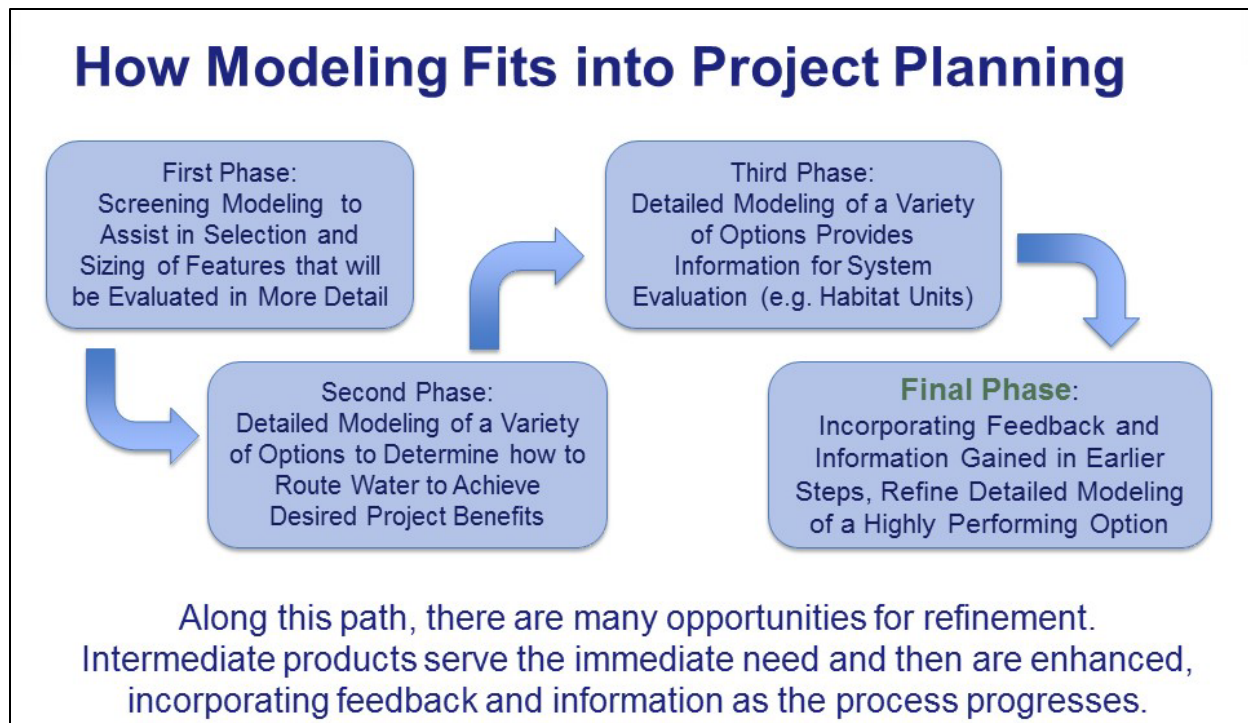 How Modeling Fits into Project Planning
First Phase:
Screening Modeling to
Assist in Selection and
Sizing of Features that will
be Evaluated in More Detail
Second Phase:
Detailed Modeling of a Variety
of Options to Determine how to
Route Water to Achieve
Desired Project Benefits
Third Phase:
Detailed Modeling of a Variety
of Options Provides
Information for System
Evaluation (e.g. Habitat Units)
Final Phase:
Incorporating Feedback and
Information Gained in Earlier
Steps, Refine Detailed Modeling
of a Highly Performing Option
Along this path, there are many opportunities for refinement.
Intermediate products serve the immediate need and then are enhanced,
incorporating feedback and information as the process progresses.